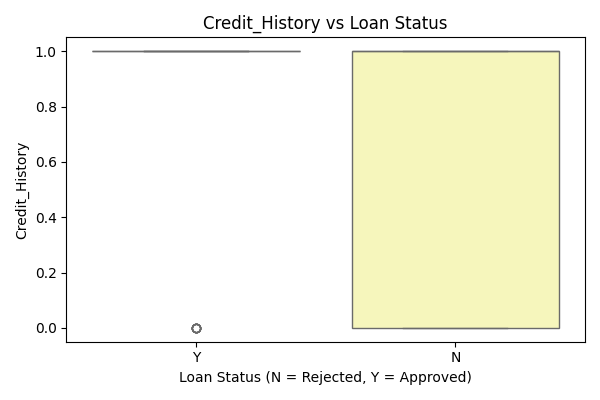 Credit_History vs Loan Status
Credit_History
1.0
0.8
0.6
0.4
0.2
0.0
Y
N
Loan Status (N = Rejected, Y = Approved)